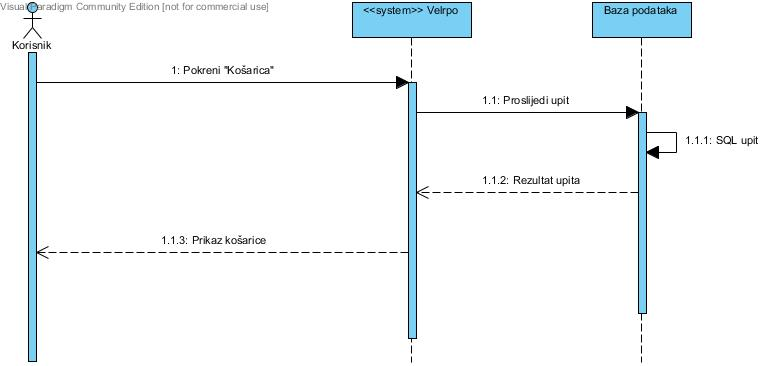 Visual Paradigm Community Edition [not for commercial use]
<<system>> Velrpo
Baza podataka
Korisnik
1: Pokreni "Košarica"
1.1: Proslijedi upit
1.1.1: SQL upit
1.1.2: Rezultat upita
1.1.3: Prikaz košarice